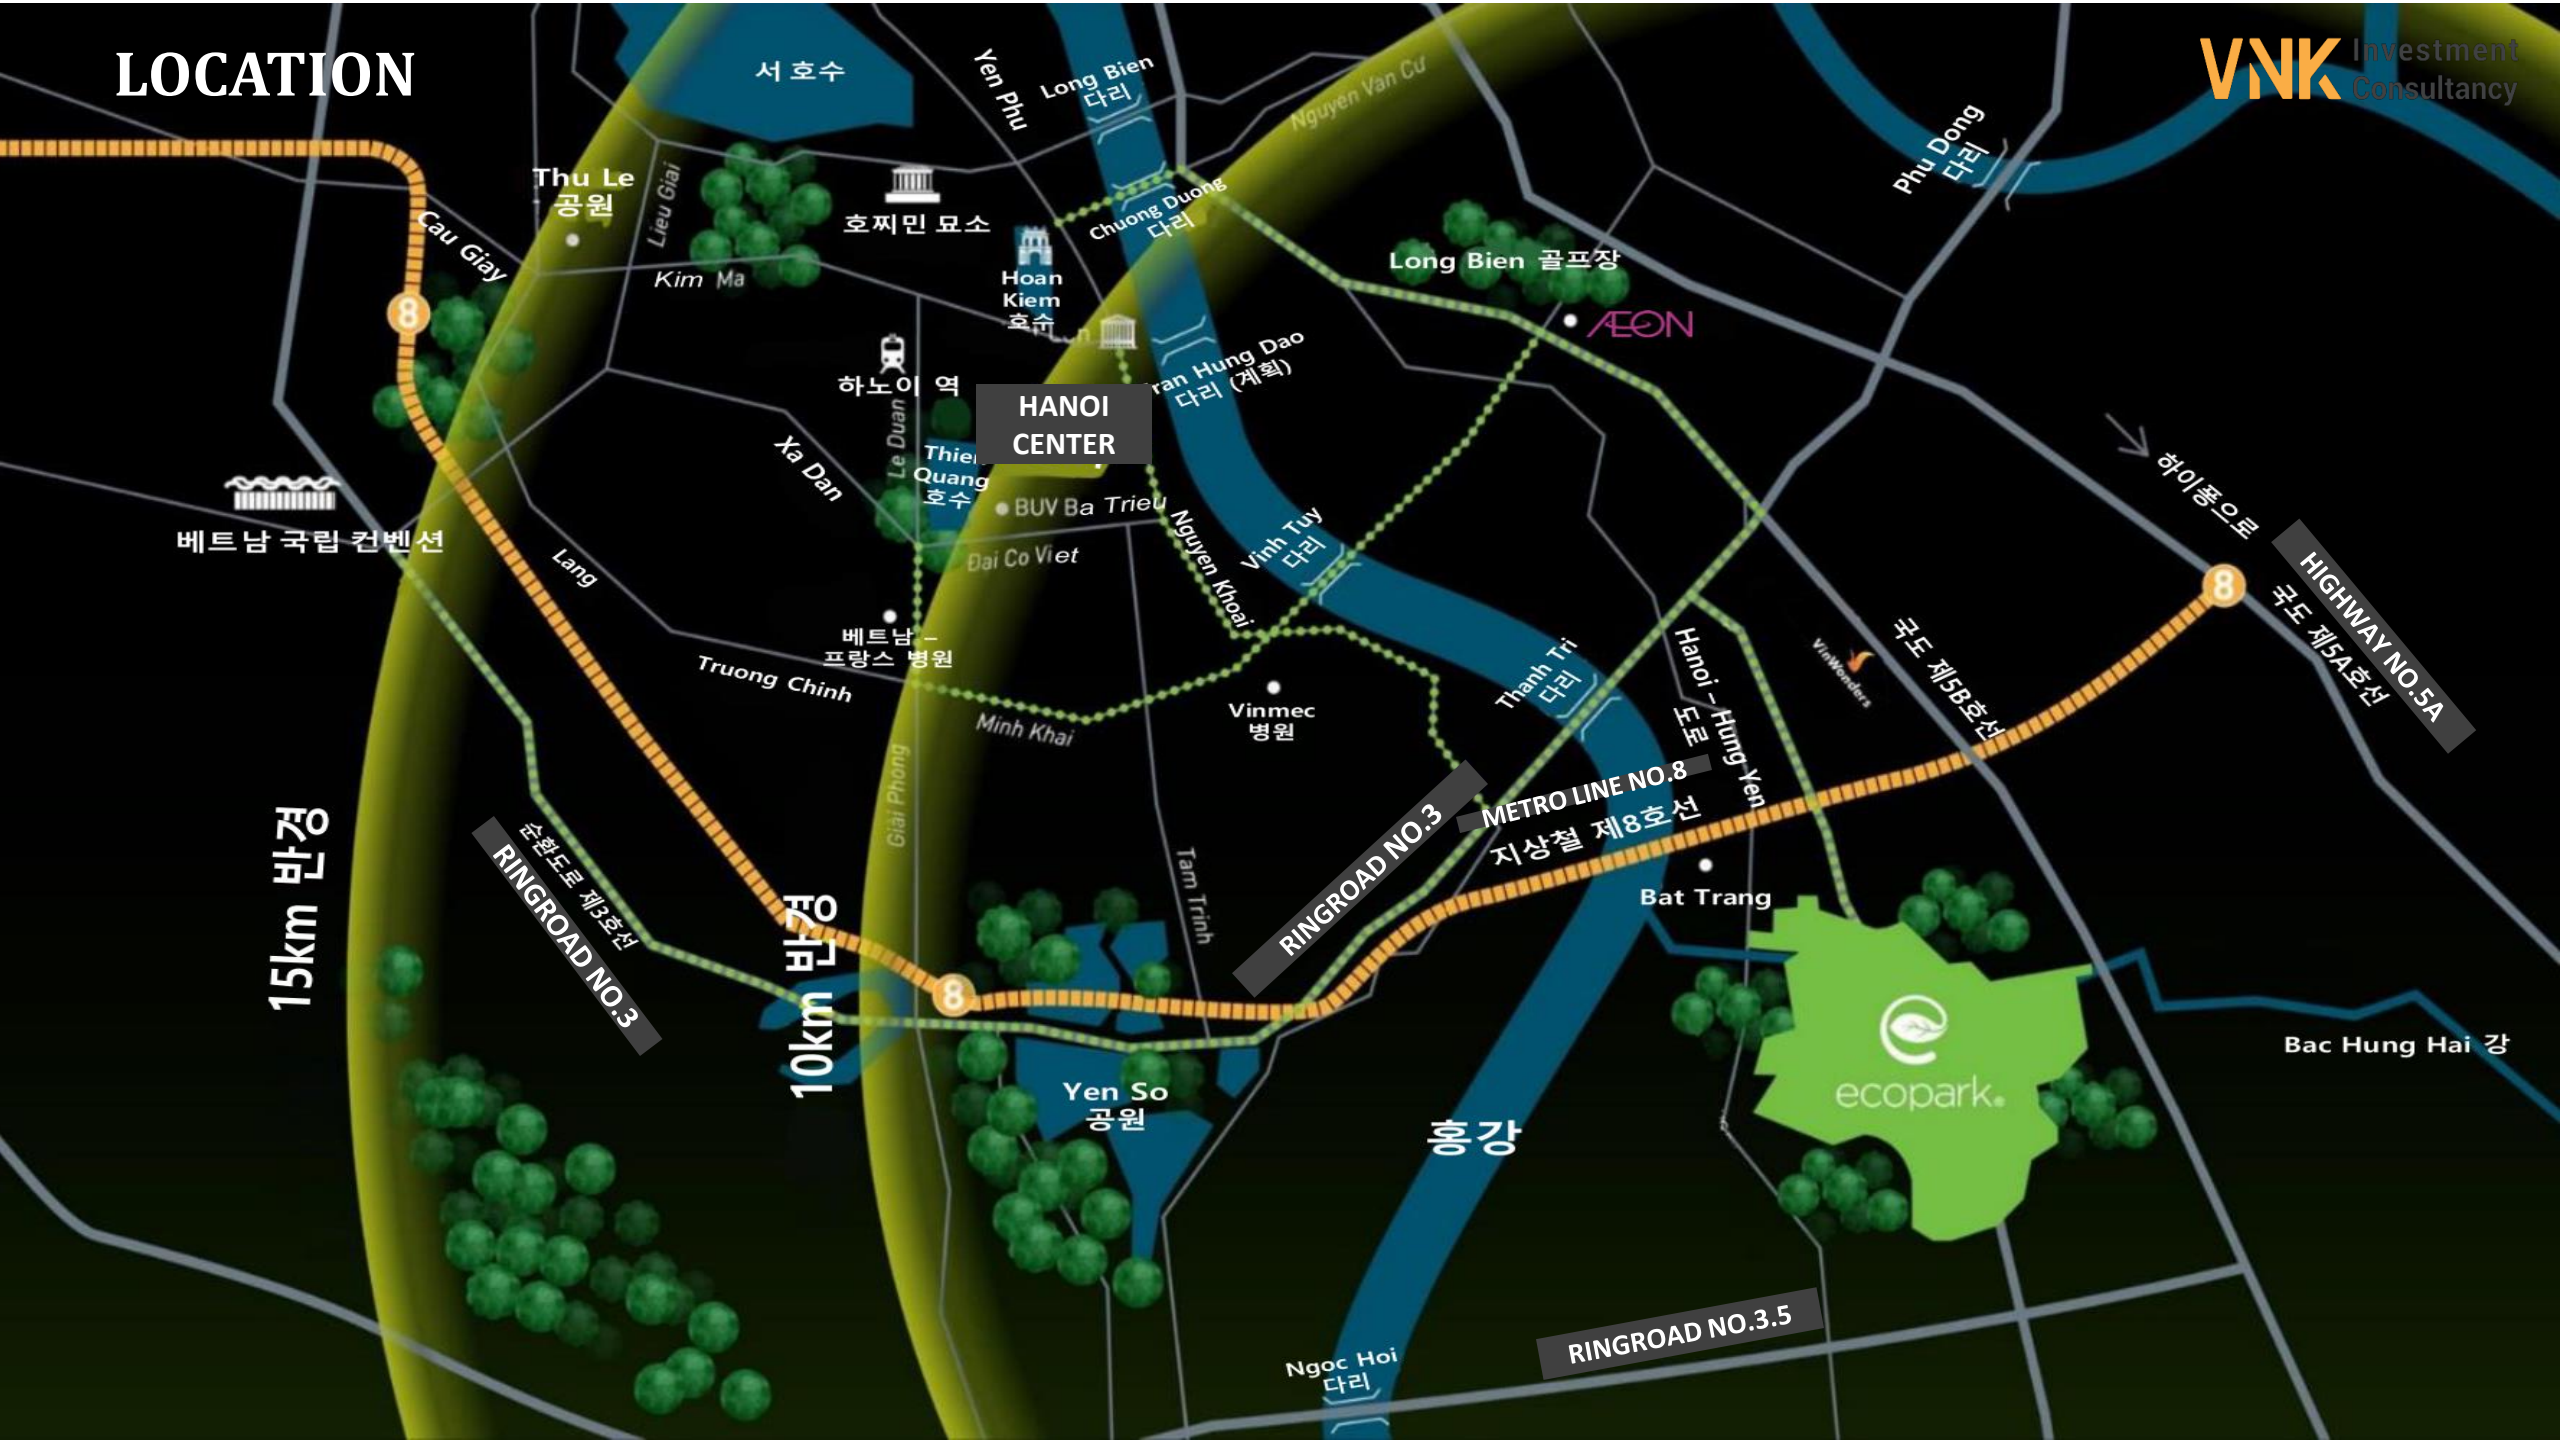 LOCATION
VNK Investment
Consultancy
서 호수
Yen Phu
Long Bien
다리
Nguyen Van Cư
Phu Dong
다리
Thu Le
공원
Lieu Giai
호찌민 묘소
Chuong Duong
다리
Cau Giay
Kim Ma
Hoan
Kiem
호수
Long Bien 골프장
ÆON
8
하노이 역
Tran Hung Dao
다리 (계획)
HANOI
CENTER
Le Duan
Xa Dan
Thien
Quang
호수
BUV Ba Trieu
베트남 국립 컨벤션
Lang
Đai Co Viet
Nguyen Khoai
Vinh Tuy
다리
하이퐁으로
8
HIGHWAY NO.5A
국도 제5A호선
베트남 –
프랑스 병원
Truong Chinh
Minh Khai
Vinmec
병원
Thanh Tri
다리
Hanoi – Hung Yen
도로
VinWonders
국도 제5B호선
Giải Phong
15km 반경
순환도로 제3호선
RINGROAD NO.3
10km 반경
8
Tam Trinh
RINGROAD NO.3
METRO LINE NO.8
지상철 제8호선
Bat Trang
ecopark
Bac Hung Hai 강
Yen So
공원
홍강
RINGROAD NO.3.5
Ngoc Hoi
다리